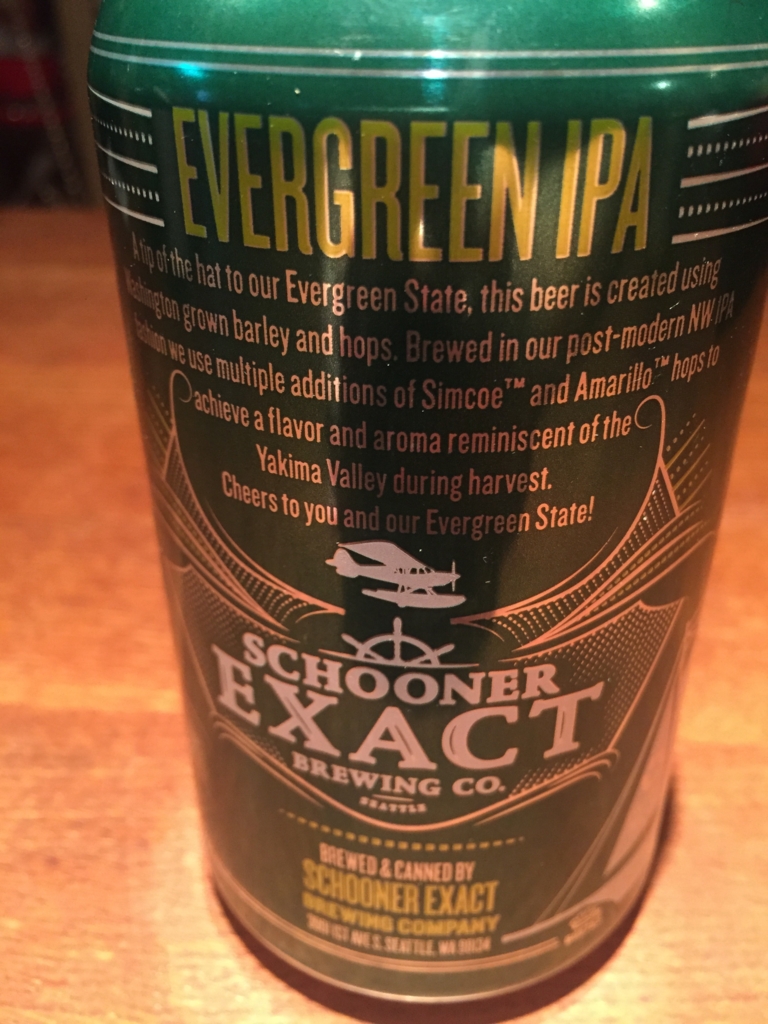 EVERGREEN IPA
A tip of the hat to our Evergreen State, this beer is created using
Washington grown barley and hops. Brewed in our post-modern NW IPA
fashion we use multiple additions of Simcoe™ and Amarillo™ hops to
achieve a flavor and aroma reminiscent of the
Yakima Valley during harvest.
Cheers to you and our Evergreen State!
SCHOONER
EXACT
BREWING CO.
SEATTLE
BREWED & CANNED BY
SCHOONER EXACT
BREWING COMPANY
1ST AVE S. SEATTLE, WA 98134